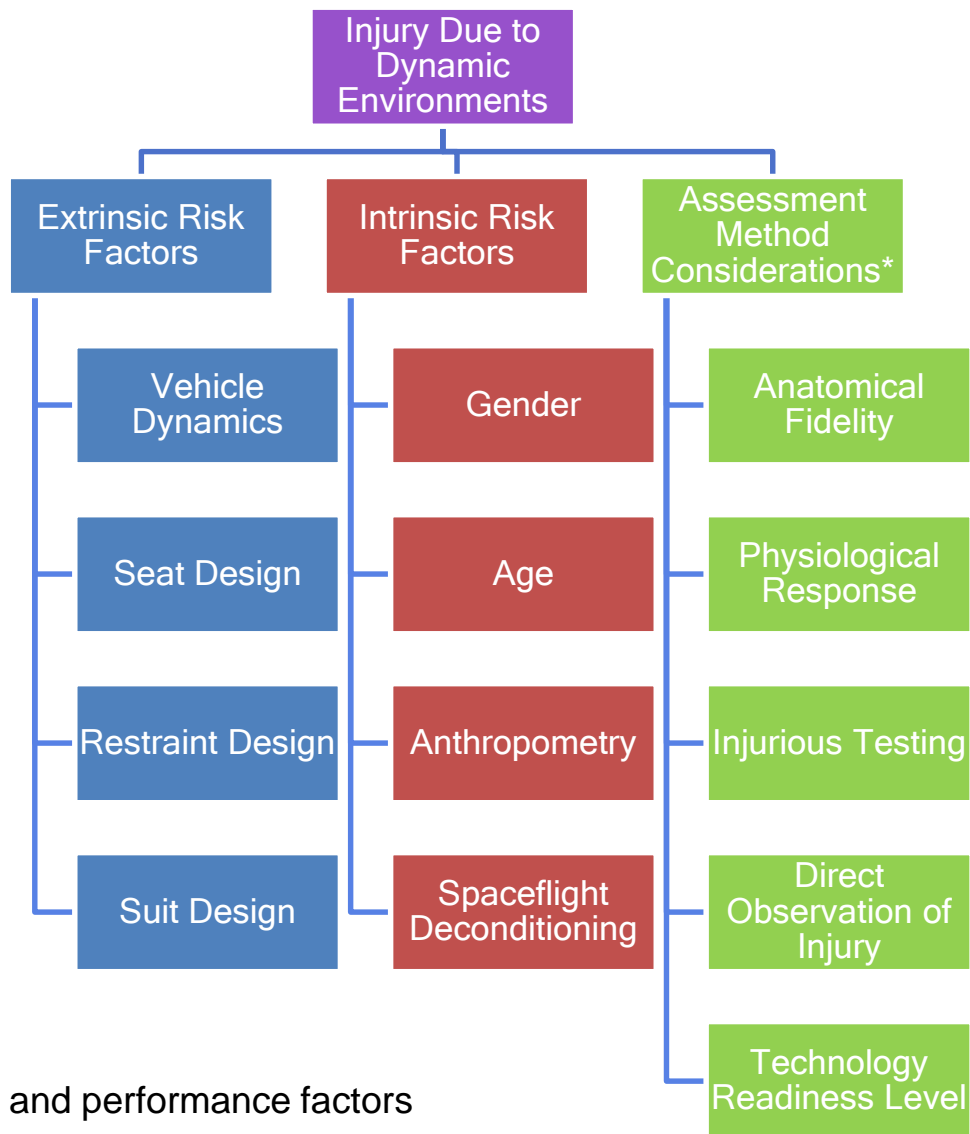 Injury Due to
Dynamic
Environments
Extrinsic Risk
Factors
Intrinsic Risk
Factors
Assessment
Method
Considerations*
Vehicle
Dynamics
Seat Design
Restraint Design
Suit Design
Gender
Age
Anthropometry
Spaceflight
Deconditioning
Anatomical
Fidelity
Physiological
Response
Injurious Testing
Direct
Observation of
Injury
Technology
Readiness Level
and performance factors